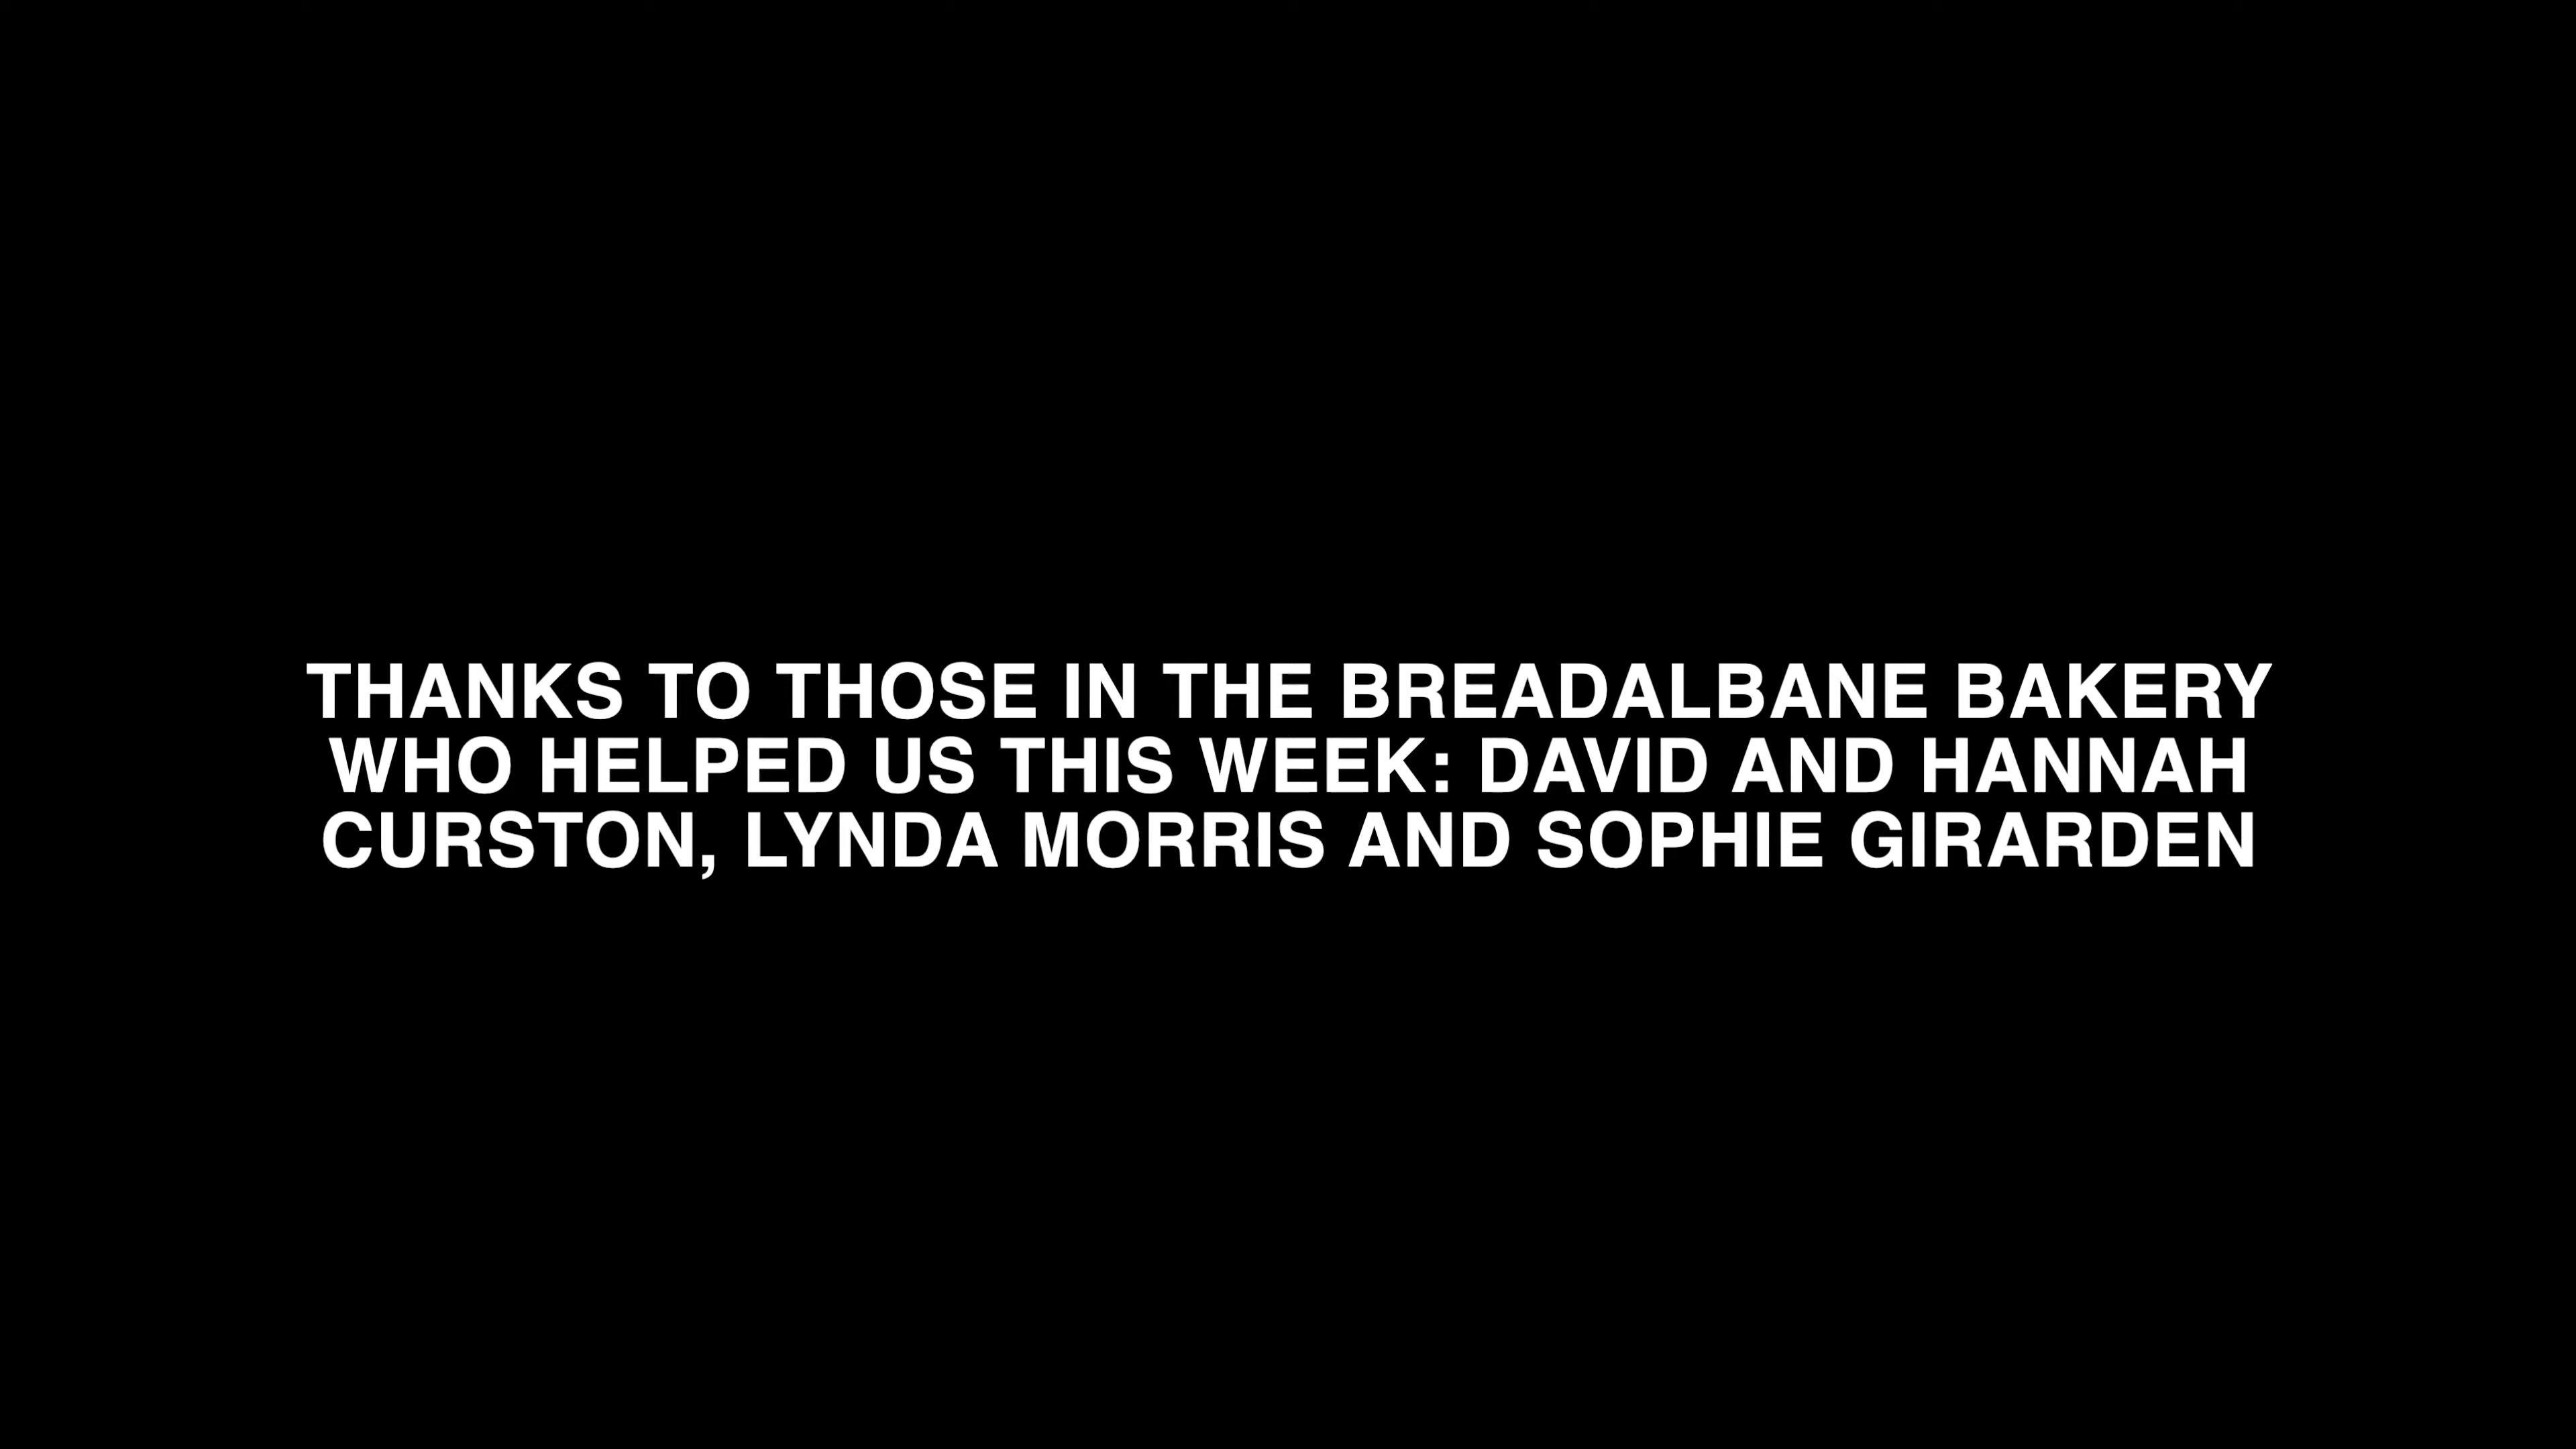 THANKS TO THOSE IN THE BREADALBANE BAKERY
WHO HELPED US THIS WEEK: DAVID AND HANNAH
CURSTON, LYNDA MORRIS AND SOPHIE GIRARDEN